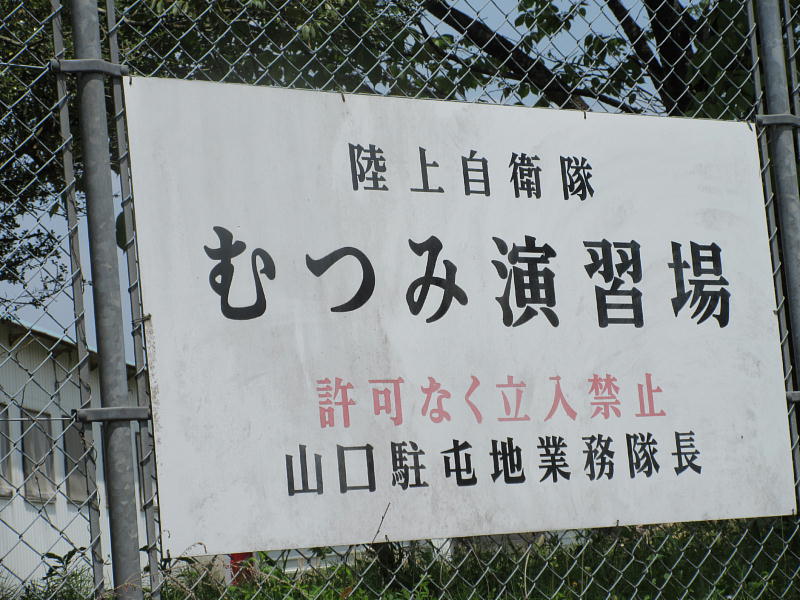 陸上自衛隊
むつみ演習場
許可なく立入禁止
山口駐屯地業務隊長